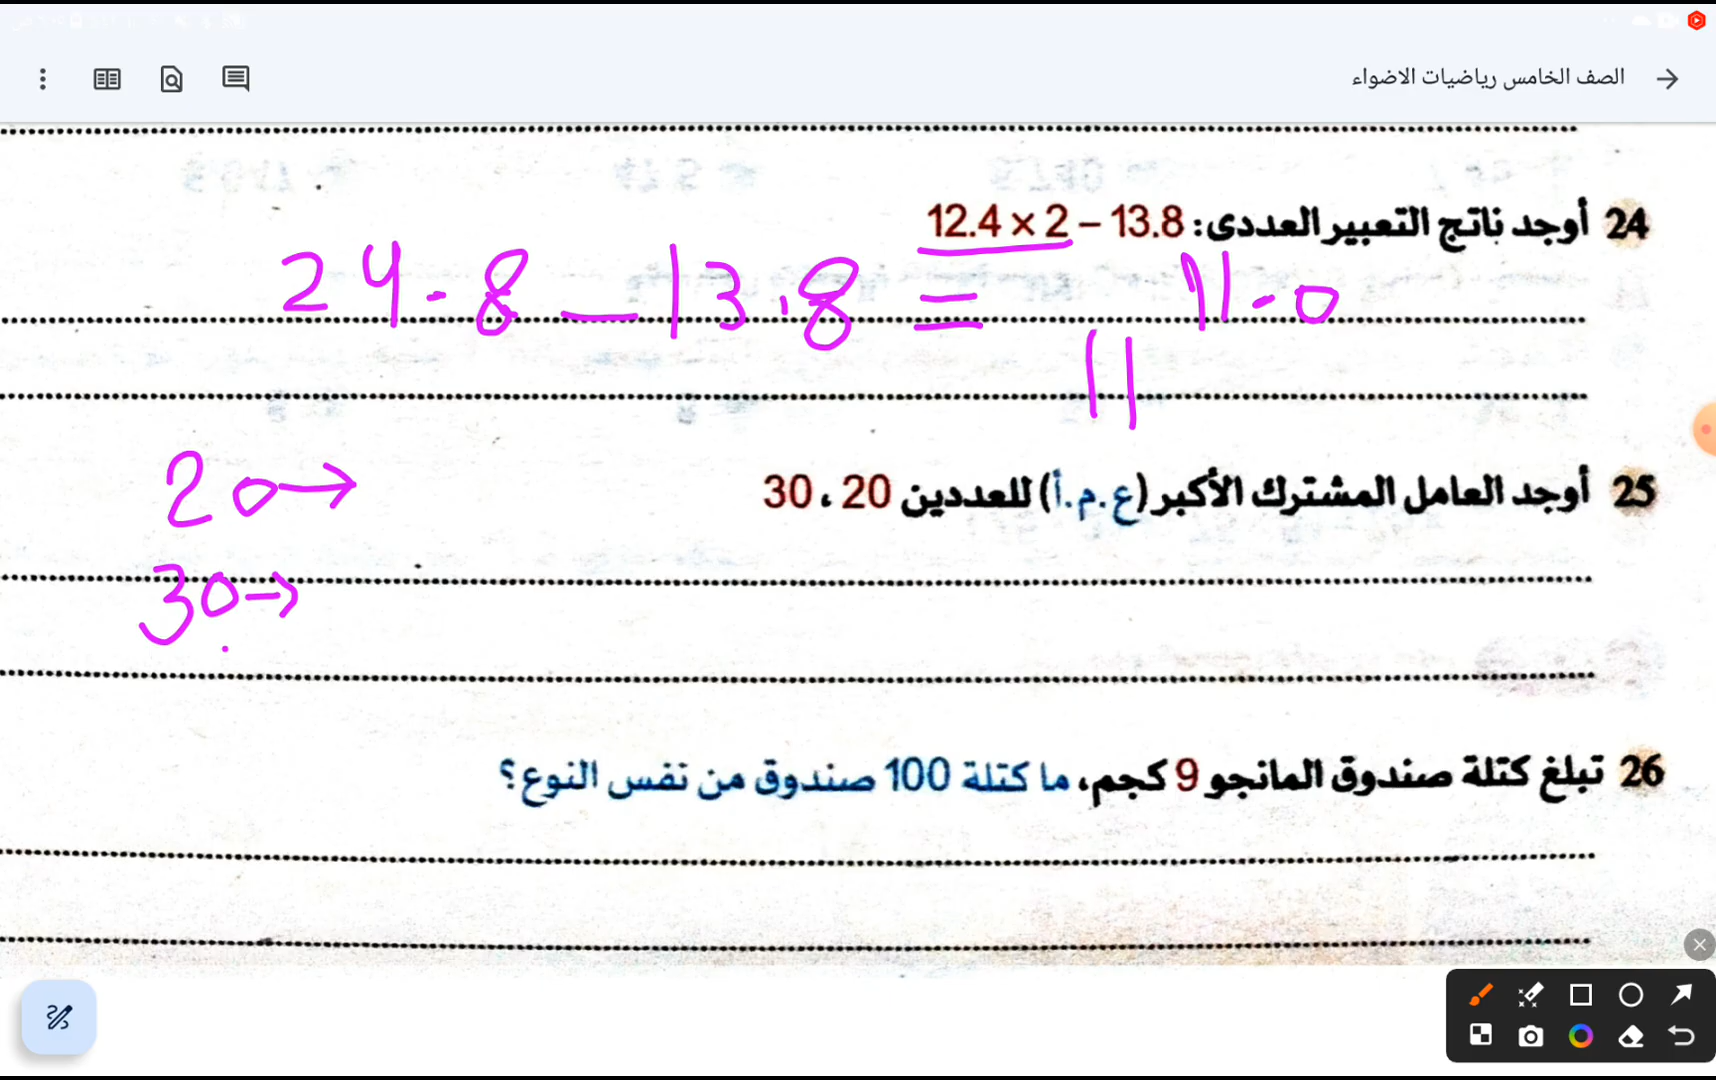 الصف الخامس رياضيات الاضواء
24 أوجد ناتج التعبير العددى: 12.4 × 2 – 13.8
24.8 – 13.8 = 11.0
11
25 أوجد العامل المشترك الأكبر (ع.م.أ) للعددين 20 ، 30
20→
30→
26 تبلغ كتلة صندوق المانجو 9 كجم، ما كتلة 100 صندوق من نفس النوع؟